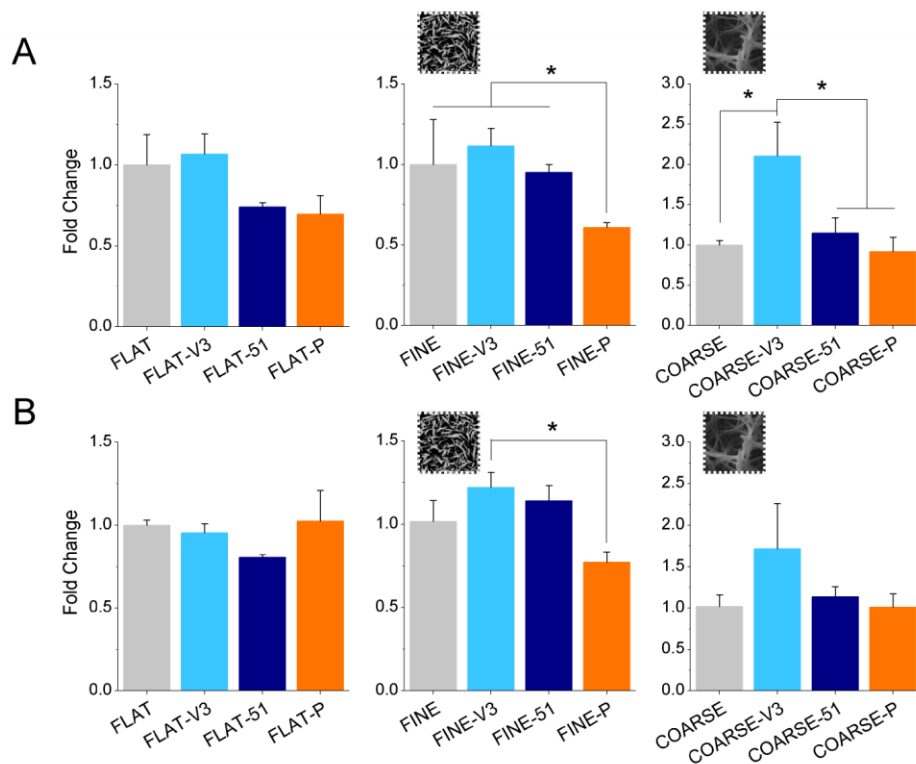 A
*
*
*
1.5
1.0
0.5
0.0
Fold Change
FLAT
FLAT-V3
FLAT-51
FLAT-P
1.5
1.0
0.5
0.0
FINE
FINE-V3
FINE-51
FINE-P
3.0
2.5
2.0
1.5
1.0
0.5
0.0
COARSE
COARSE-V3
COARSE-51
COARSE-P
B
*
1.5
1.0
0.5
0.0
Fold Change
FLAT
FLAT-V3
FLAT-51
FLAT-P
1.5
1.0
0.5
0.0
FINE
FINE-V3
FINE-51
FINE-P
3.0
2.5
2.0
1.5
1.0
0.5
0.0
COARSE
COARSE-V3
COARSE-51
COARSE-P